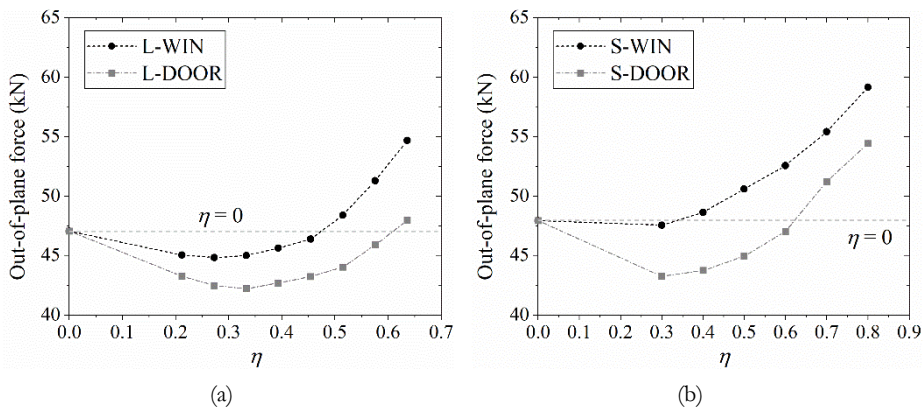 65
60
55
50
45
40
Out-of-plane force (kN)
L-WIN
L-DOOR
η = 0
0.0 0.1 0.2 0.3 0.4 0.5 0.6 0.7
η
(a)
65
60
55
50
45
40
Out-of-plane force (kN)
S-WIN
S-DOOR
η = 0
0.0 0.1 0.2 0.3 0.4 0.5 0.6 0.7 0.8 0.9
η
(b)